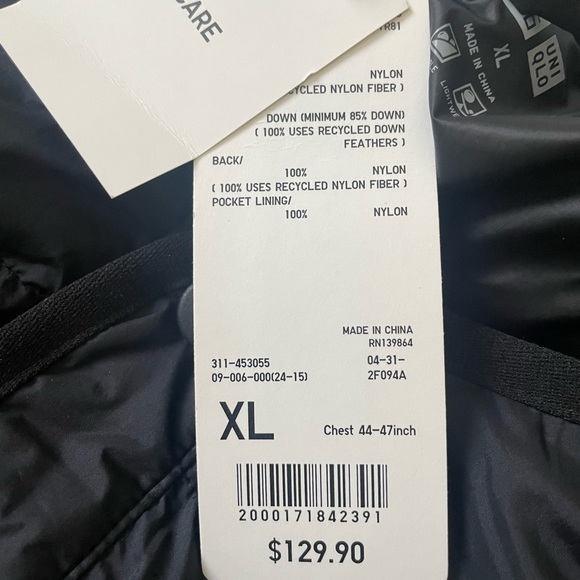 CARE
NYLON
YCLED NYLON FIBER )
DOWN (MINIMUM 85% DOWN)
( 100% USES RECYCLED DOWN
FEATHERS )
BACK/
100% NYLON
( 100% USES RECYCLED NYLON FIBER )
POCKET LINING/
100% NYLON
MADE IN CHINA
RN139864
311-453055 04-31-
09-006-000(24-15) 2F094A
XL Chest 44-47inch
2000171842391
$129.90
UNI
QLO
XL
MADE IN CHINA